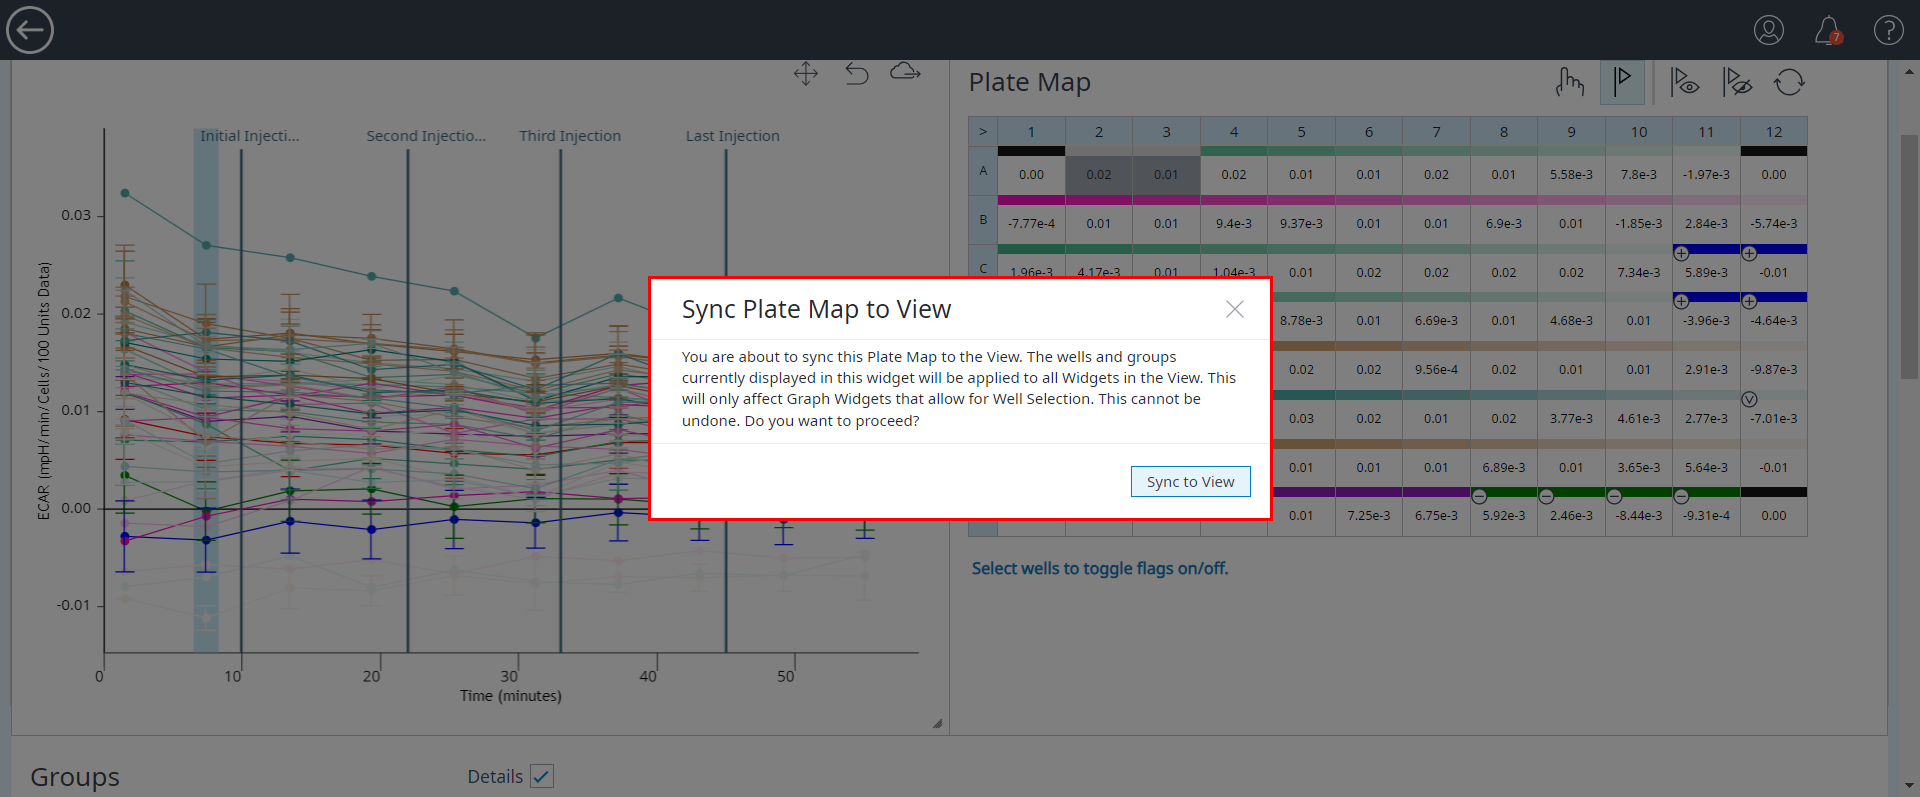 7
Plate Map
Initial Injecti...
Second Injectio...
Third Injection
Last Injection
0.03
0.02
0.01
0.00
-0.01
ECAR (mpH/min/Cells/100 Units Data)
0
10
20
30
40
50
Time (minutes)
> 1 2 3 4 5 6 7 8 9 10 11 12
A 0.00 0.02 0.01 0.02 0.01 0.01 0.02 0.01 5.58e-3 7.8e-3 -1.97e-3 0.00
B -7.77e-4 0.01 0.01 9.4e-3 9.37e-3 0.01 0.01 6.9e-3 0.01 -1.85e-3 2.84e-3 -5.74e-3
C 1.96e-3 4.17e-3 0.01 1.04e-3 0.01 0.02 0.02 0.02 0.02 7.34e-3 5.89e-3 -0.01
8.78e-3 0.01 6.69e-3 0.01 4.68e-3 0.01 -3.96e-3 -4.64e-3
0.02 0.02 9.56e-4 0.02 0.01 0.01 2.91e-3 -9.87e-3
0.03 0.02 0.01 0.02 3.77e-3 4.61e-3 2.77e-3 -7.01e-3
0.01 0.01 0.01 6.89e-3 0.01 3.65e-3 5.64e-3 -0.01
0.01 7.25e-3 6.75e-3 5.92e-3 2.46e-3 -8.44e-3 -9.31e-4 0.00
Select wells to toggle flags on/off.
Sync Plate Map to View
You are about to sync this Plate Map to the View. The wells and groups
currently displayed in this widget will be applied to all Widgets in the View. This
will only affect Graph Widgets that allow for Well Selection. This cannot be
undone. Do you want to proceed?
Sync to View
Groups
Details